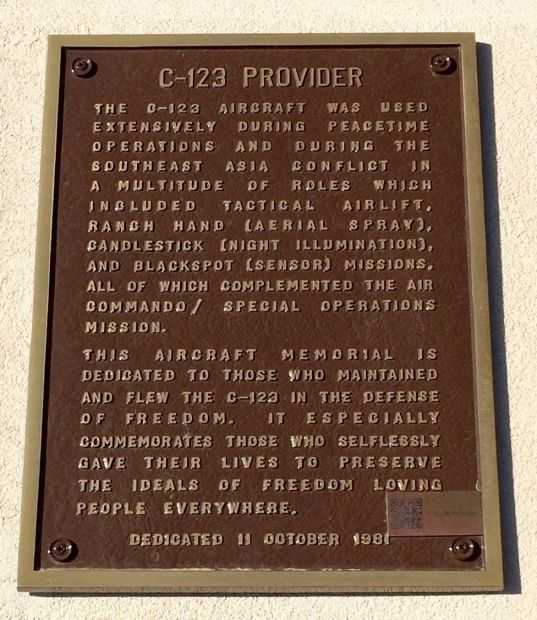 C-123 PROVIDER
THE C-123 AIRCRAFT WAS USED
EXTENSIVELY DURING PEACETIME
OPERATIONS AND DURING THE
SOUTHEAST ASIA CONFLICT IN
A MULTITUDE OF ROLES WHICH
INCLUDED TACTICAL AIRLIFT,
RANCH HAND (AERIAL SPRAY),
CANDLESTICK (NIGHT ILLUMINATION),
AND BLACKSPOT (SENSOR) MISSIONS,
ALL OF WHICH COMPLEMENTED THE AIR
COMMANDO/ SPECIAL OPERATIONS
MISSION.
THIS AIRCRAFT MEMORIAL IS
DEDICATED TO THOSE WHO MAINTAINED
AND FLEW THE C-123 IN THE DEFENSE
OF FREEDOM. IT ESPECIALLY
COMMEMORATES THOSE WHO SELFLESSLY
GAVE THEIR LIVES TO PRESERVE
THE IDEALS OF FREEDOM LOVING
PEOPLE EVERYWHERE.
DEDICATED 11 OCTOBER 1981